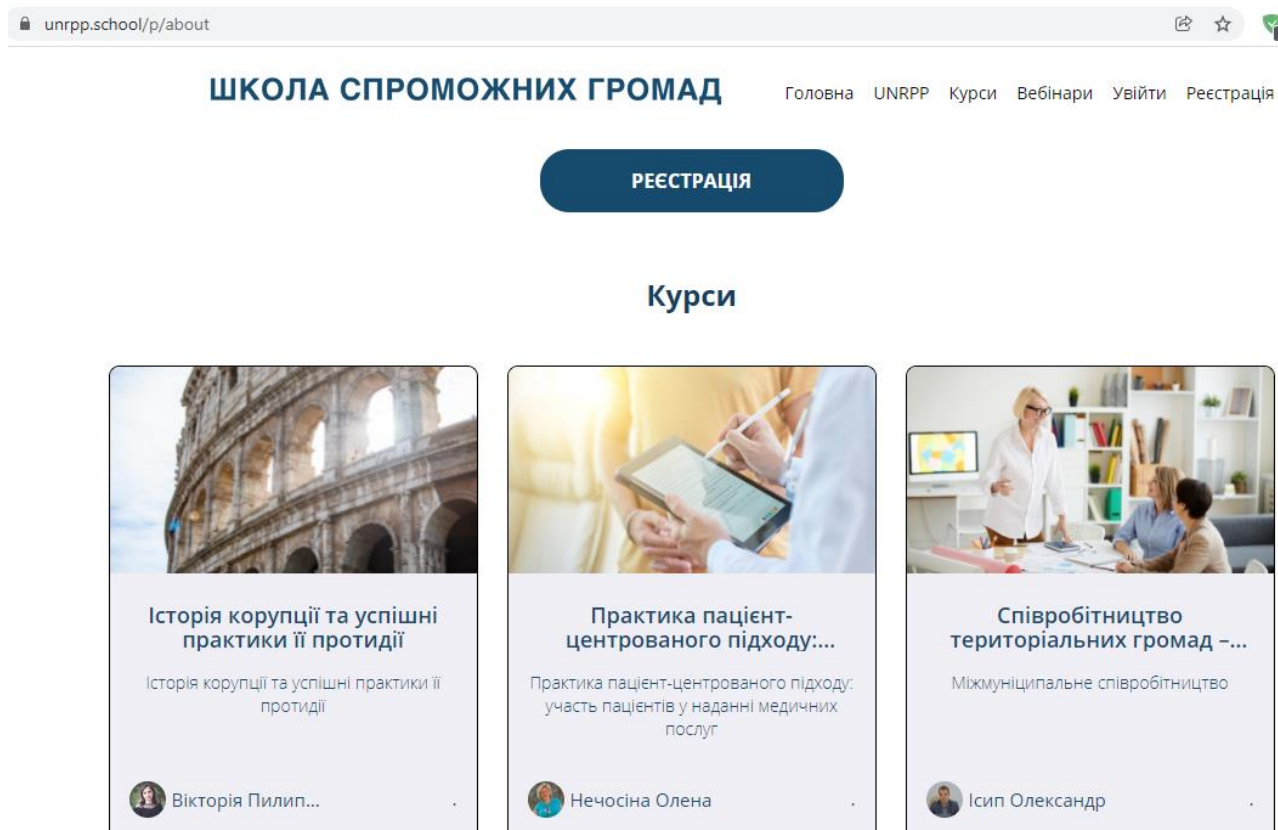 unrpp.school/p/about
ШКОЛА СПРОМОЖНИХ ГРОМАД
Головна UNRPP Курси Вебінари Увійти Реєстрація
РЕЄСТРАЦІЯ
Курси
Історія корупції та успішні
практики її протидії
Історія корупції та успішні практики її
протидії
Вікторія Пилип... .
Практика пацієнт-
центрованого підходу:...
Практика пацієнт-центрованого підходу:
участь пацієнтів у наданні медичних
послуг
Нечосіна Олена .
Співробітництво
територіальних громад –...
Міжмуніципальне співробітництво
Ісип Олександр .